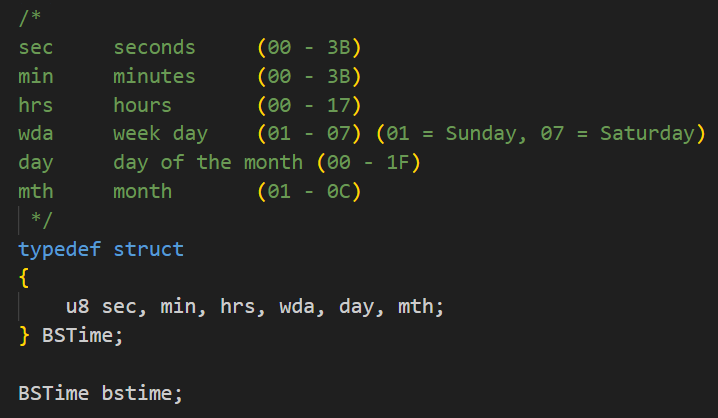 /*
sec     seconds     (00 - 3B)
min     minutes     (00 - 3B)
hrs     hours       (00 - 17)
wda     week day    (01 - 07) (01 = Sunday, 07 = Saturday)
day     day of the month (00 - 1F)
mth     month       (01 - 0C)
 */
typedef struct
{
    u8 sec, min, hrs, wda, day, mth;
} BSTime;

BSTime bstime;